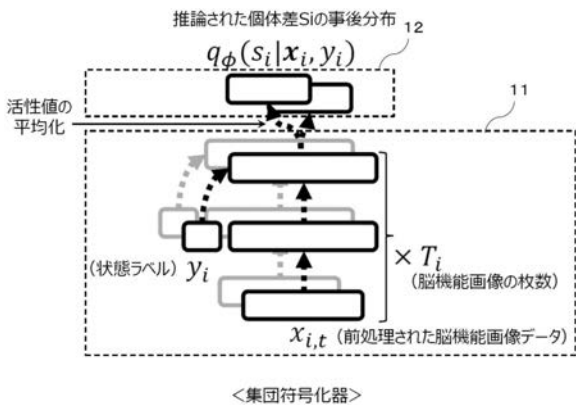 推論された個体差Siの事後分布
12
qϕ(si|xi, yi)
活性値の
平均化
11
× Ti
(脳機能画像の枚数)
(状態ラベル) yi
xi,t (前処理された脳機能画像データ)
<集団符号化器>